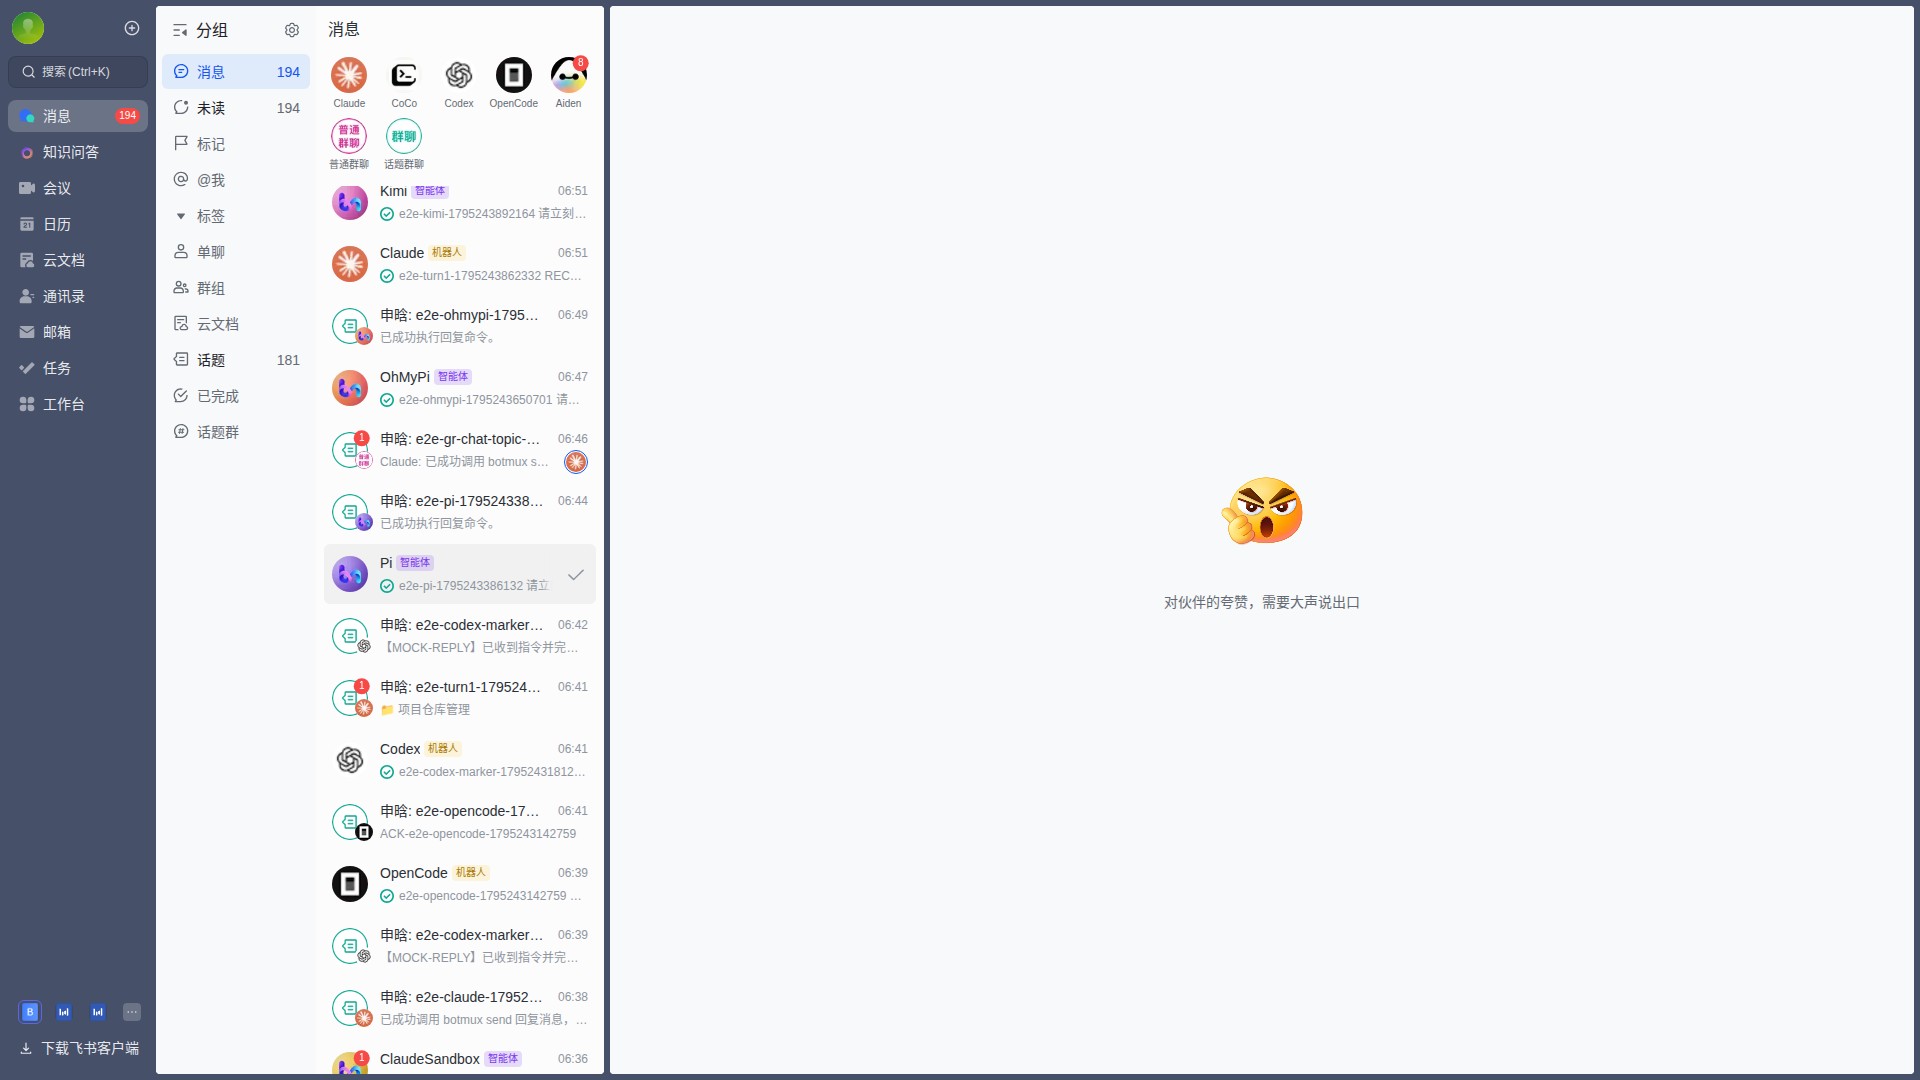 搜索 (Ctrl+K)
消息 194
知识问答
会议
日历
云文档
通讯录
邮箱
任务
工作台
B
下载飞书客户端
分组
消息 194
未读 194
标记
@我
标签
单聊
群组
云文档
话题 181
已完成
话题群
消息
8
Claude CoCo Codex OpenCode Aiden
普通
群聊
群聊
普通群聊 话题群聊
Kimi 智能体 06:51
e2e-kimi-1795243892164 请立刻…
Claude 机器人 06:51
e2e-turn1-1795243862332 REC…
申晗: e2e-ohmypi-1795… 06:49
已成功执行回复命令。
OhMyPi 智能体 06:47
e2e-ohmypi-1795243650701 请…
1
申晗: e2e-gr-chat-topic-… 06:46
Claude: 已成功调用 botmux s…
申晗: e2e-pi-179524338… 06:44
已成功执行回复命令。
Pi 智能体
e2e-pi-1795243386132 请立
申晗: e2e-codex-marker… 06:42
【MOCK-REPLY】已收到指令并完…
1
申晗: e2e-turn1-179524… 06:41
📁 项目仓库管理
Codex 机器人 06:41
e2e-codex-marker-17952431812…
申晗: e2e-opencode-17… 06:41
ACK-e2e-opencode-1795243142759
OpenCode 机器人 06:39
e2e-opencode-1795243142759 …
申晗: e2e-codex-marker… 06:39
【MOCK-REPLY】已收到指令并完…
申晗: e2e-claude-17952… 06:38
已成功调用 botmux send 回复消息，…
1
ClaudeSandbox 智能体 06:36
对伙伴的夸赞，需要大声说出口